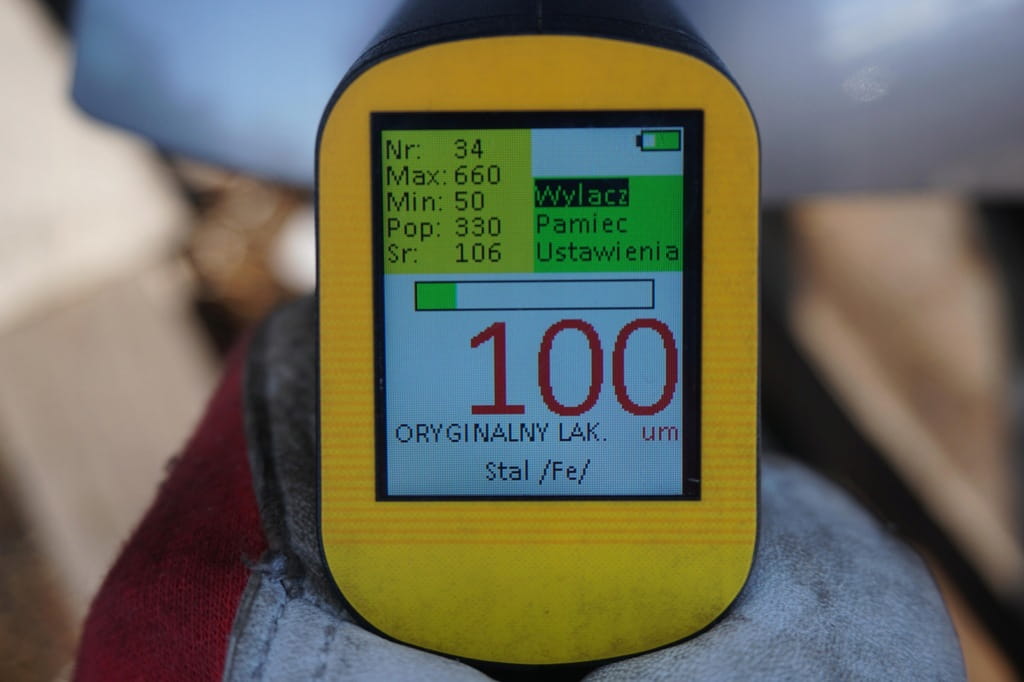 Nr: 34
Max: 660
Min: 50
Pop: 330
Sr: 106
Wylacz
Pamiec
Ustawienia
100
ORYGINALNY LAK. um
Stal /Fe/